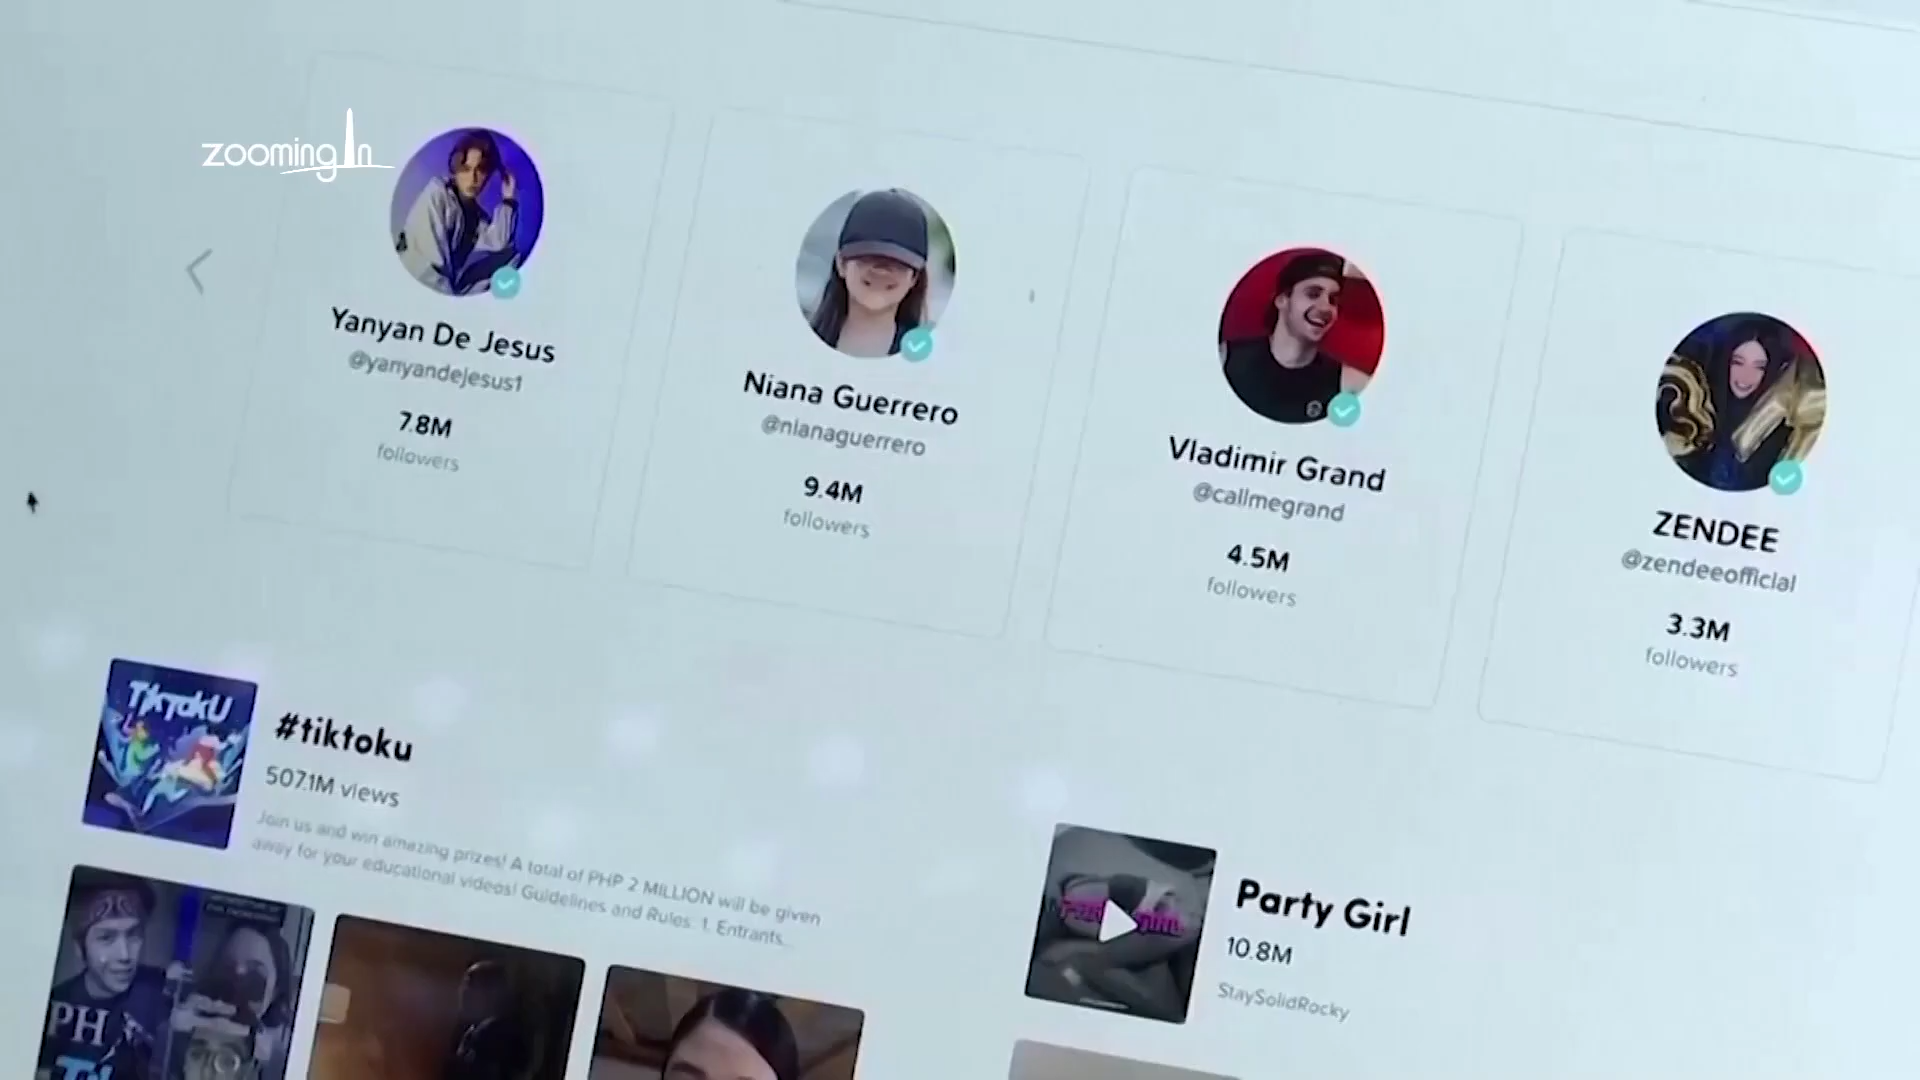 zoomingIn
Yanyan De Jesus
@yanyandejesus1
7.8M
followers
Niana Guerrero
@nianaguerrero
9.4M
followers
Vladimir Grand
@callmegrand
4.5M
followers
ZENDEE
@zendeeofficial
3.3M
followers
TikTokU
#tiktoku
507.1M views
Join us and win amazing prizes! A total of PHP 2 MILLION will be given
away for your educational videos! Guidelines and Rules: 1. Entrants...
PH
Party Girl
10.8M
StaySolidRocky